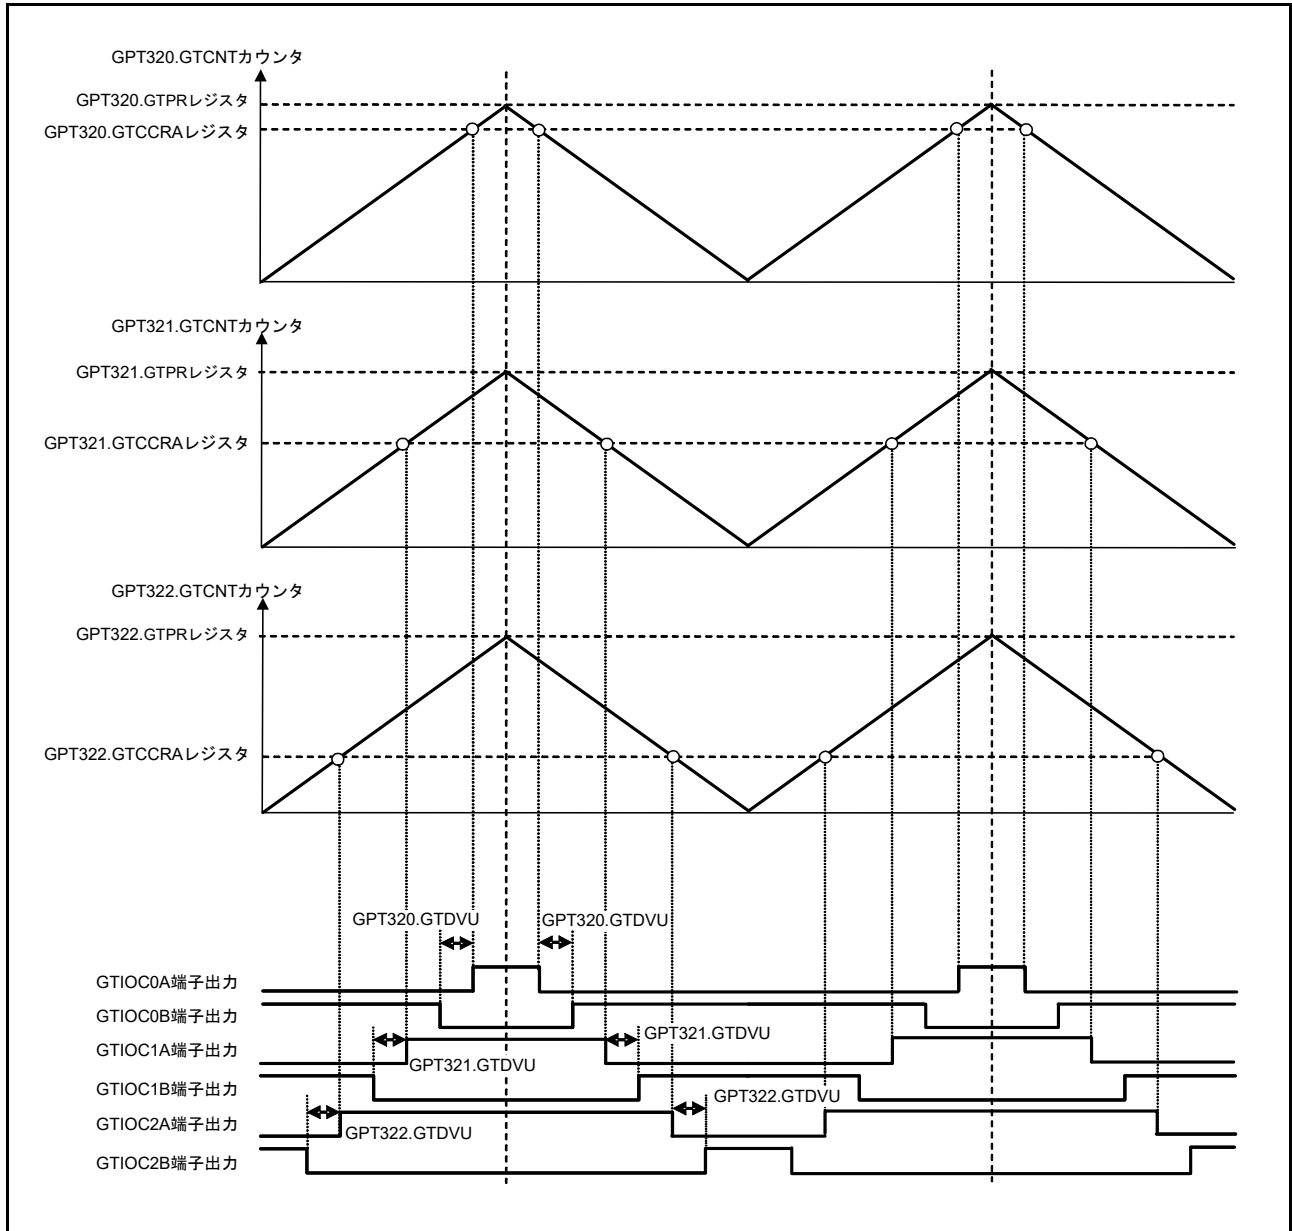 GPT320.GTCNTカウンタ
GPT320.GTPRレジスタ
GPT320.GTCCRAレジスタ
GPT321.GTCNTカウンタ
GPT321.GTPRレジスタ
GPT321.GTCCRAレジスタ
GPT322.GTCNTカウンタ
GPT322.GTPRレジスタ
GPT322.GTCCRAレジスタ
GPT320.GTDVU
GPT320.GTDVU
GTIOC0A端子出力
GTIOC0B端子出力
GPT321.GTDVU
GTIOC1A端子出力
GPT321.GTDVU
GTIOC1B端子出力
GPT322.GTDVU
GTIOC2A端子出力
GPT322.GTDVU
GTIOC2B端子出力